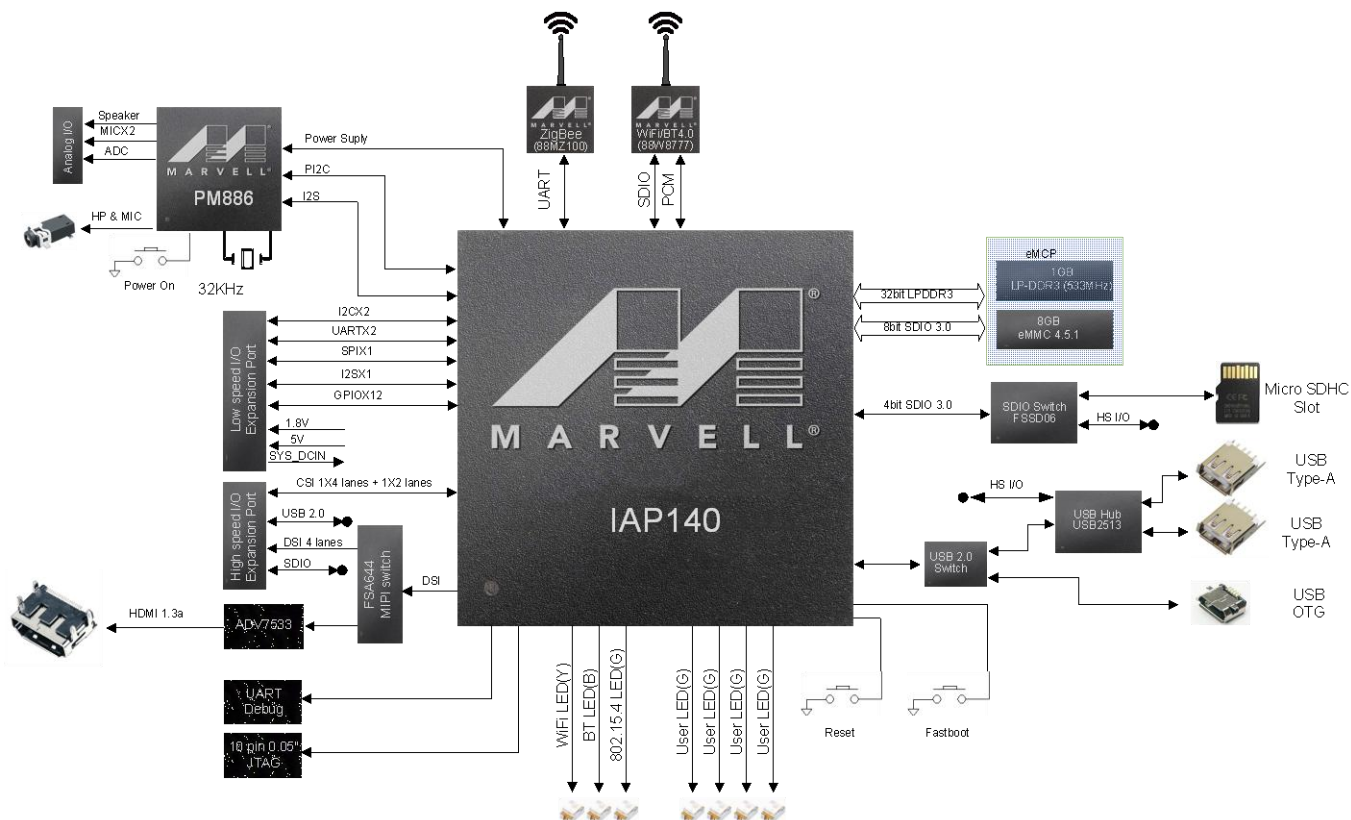 Analog I/O
Speaker
MICX2
ADC
HP & MIC
MARVELL®
PM886
Power On
32KHz
Power Suply
PI2C
I2S
MARVELL
ZigBee
(88MZ100)
MARVELL
WiFi/BT4.0
(88W8777)
UART
SDIO
PCM
Low speed I/O
Expansion Port
I2CX2
UARTX2
SPIX1
I2SX1
GPIOX12
1.8V
5V
SYS_DCIN
High speed I/O
Expansion Port
CSI 1X4 lanes + 1X2 lanes
USB 2.0
DSI 4 lanes
SDIO
FSA644
MIPI switch
DSI
HDMI 1.3a
ADV7533
UART
Debug
10 pin 0.05"
JTAG
®
MARVELL®
IAP140
32bit LPDDR3
8bit SDIO 3.0
eMCP
1GB
LP-DDR3 (533MHz)
8GB
eMMC 4.5.1
4bit SDIO 3.0
SDIO Switch
FSSD06
HS I/O
Micro SDHC
Slot
HS I/O
USB Hub
USB2513
USB
Type-A
USB
Type-A
USB 2.0
Switch
USB
OTG
WiFi LED(Y)
BT LED(B)
802.15.4 LED(G)
User LED(G)
User LED(G)
User LED(G)
User LED(G)
Reset
Fastboot